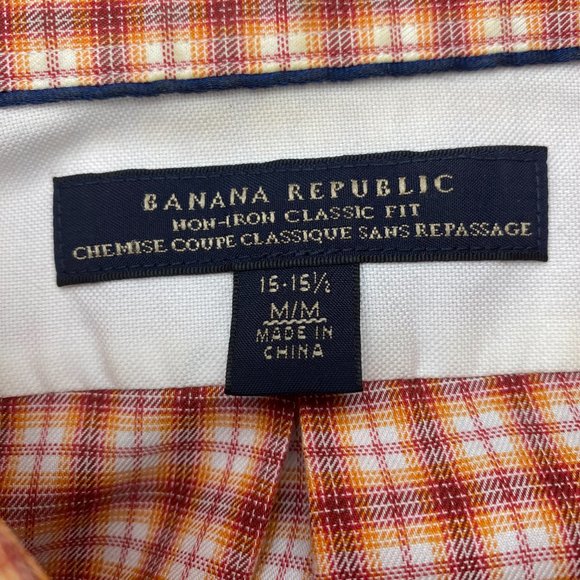 BANANA REPUBLIC
NON-IRON CLASSIC FIT
CHEMISE COUPE CLASSIQUE SANS REPASSAGE
15-15½
M/M
MADE IN
CHINA